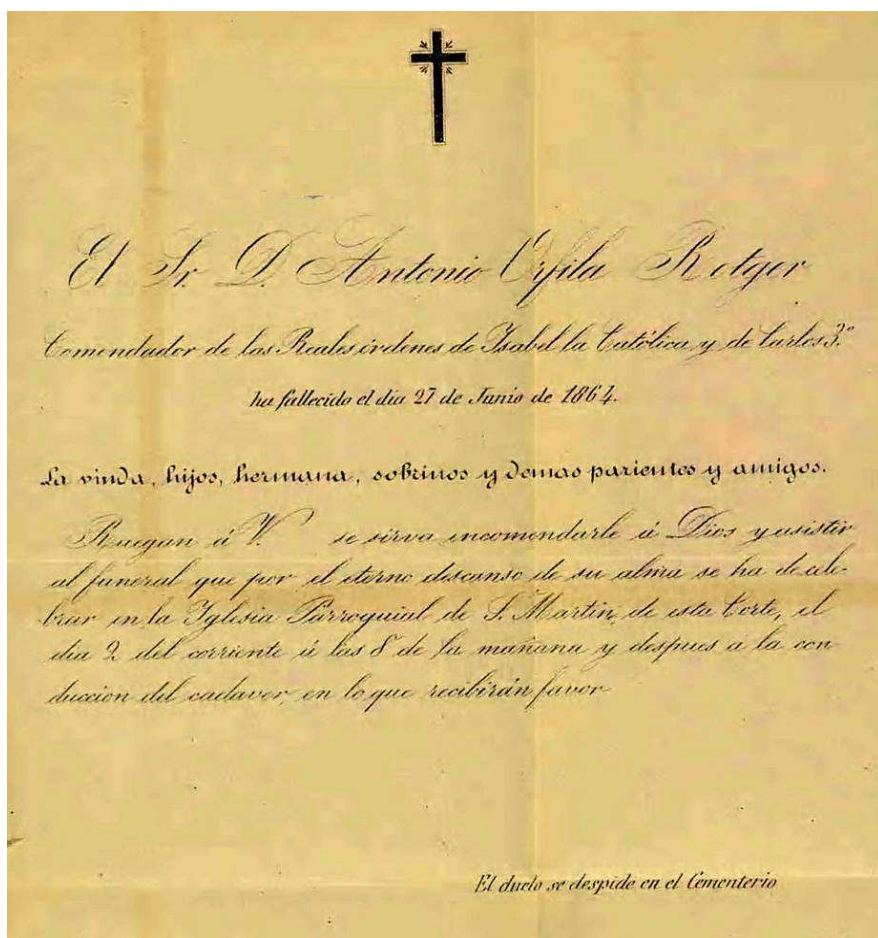 El Sr. D. Antonio Orfila Rotger
Comendador de las Reales órdenes de Isabel la Católica y de Carlos 3.º
ha fallecido el dia 27 de Junio de 1864.
La viuda, hijos, hermana, sobrinos y demas parientes y amigos.
Ruegan á V. se sirva encomendarle á Dios y asistir
al funeral que por el eterno descanso de su alma se ha de cele-
brar en la Iglesia Parroquial de S. Martin, de esta Corte, el
dia 2 del corriente á las 8 de la mañana y despues a la con-
duccion del cadaver, en lo que recibirán favor
El duelo se despide en el Cementerio